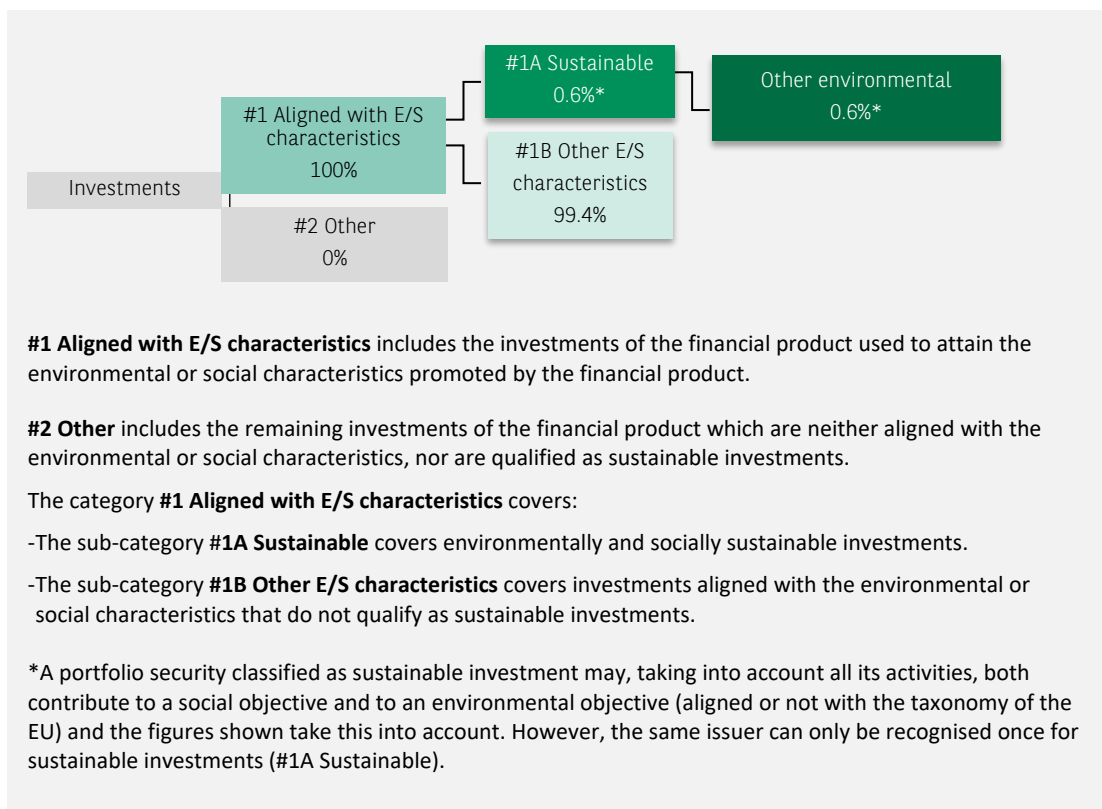 Investments
#1 Aligned with E/S
characteristics
100%
#2 Other
0%
#1A Sustainable
0.6%*
#1B Other E/S
characteristics
99.4%
Other environmental
0.6%*
#1 Aligned with E/S characteristics includes the investments of the financial product used to attain the
environmental or social characteristics promoted by the financial product.
#2 Other includes the remaining investments of the financial product which are neither aligned with the
environmental or social characteristics, nor are qualified as sustainable investments.
The category #1 Aligned with E/S characteristics covers:
-The sub-category #1A Sustainable covers environmentally and socially sustainable investments.
-The sub-category #1B Other E/S characteristics covers investments aligned with the environmental or
social characteristics that do not qualify as sustainable investments.
*A portfolio security classified as sustainable investment may, taking into account all its activities, both
contribute to a social objective and to an environmental objective (aligned or not with the taxonomy of the
EU) and the figures shown take this into account. However, the same issuer can only be recognised once for
sustainable investments (#1A Sustainable).